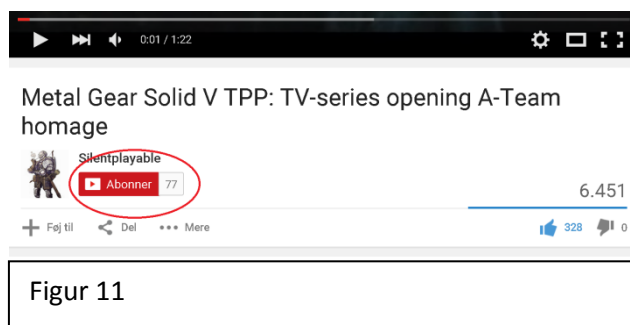 0:01 / 1:22
Metal Gear Solid V TPP: TV-series opening A-Team
homage
Silentplayable
Abonner 77
6.451
Føj til Del Mere 328 0
Figur 11